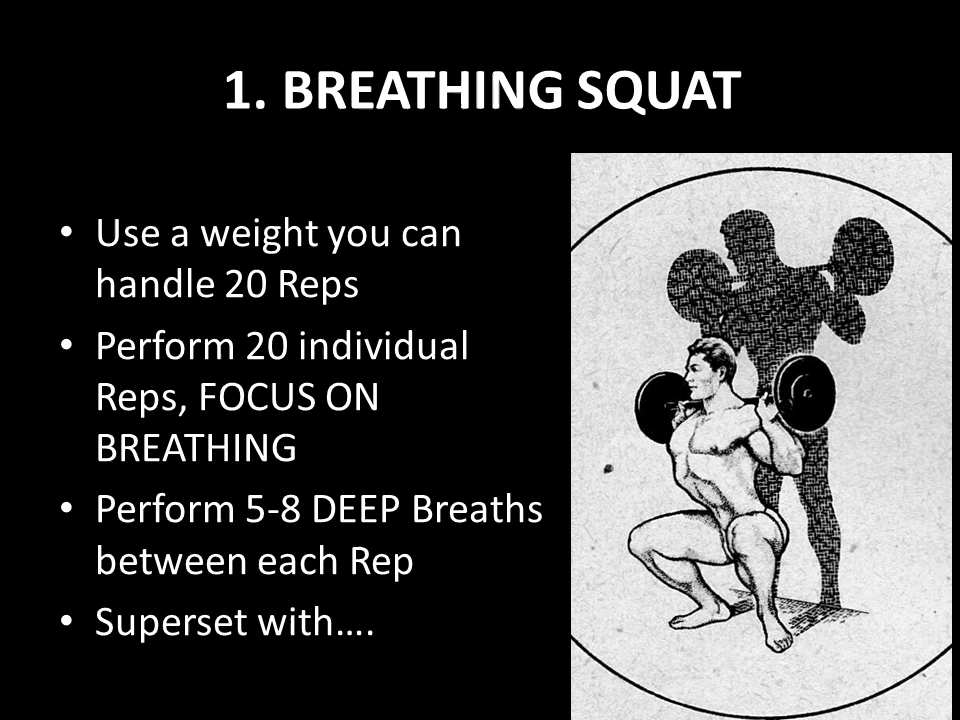 1. BREATHING SQUAT
• Use a weight you can
handle 20 Reps
• Perform 20 individual
Reps, FOCUS ON
BREATHING
• Perform 5-8 DEEP Breaths
between each Rep
• Superset with….